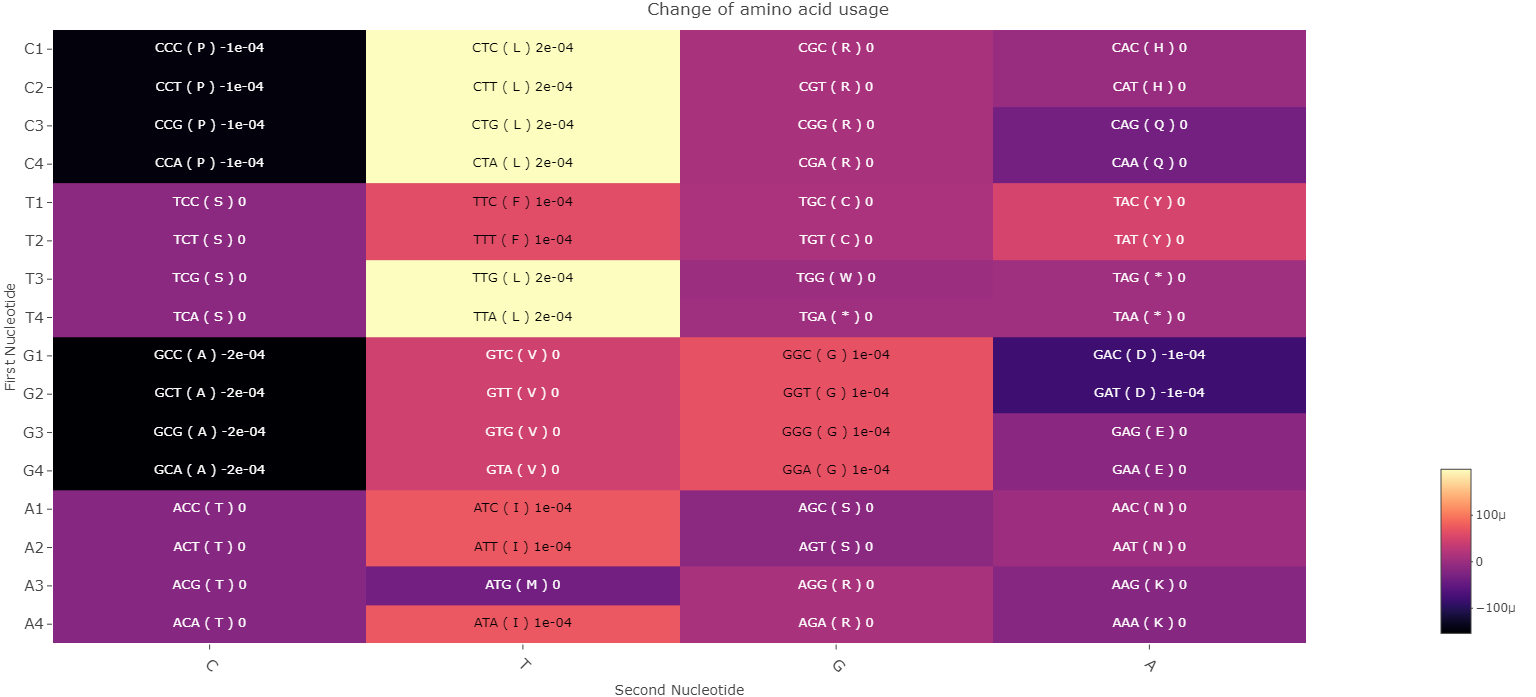 Change of amino acid usage
First Nucleotide
C1 CCC ( P ) -1e-04 CTC ( L ) 2e-04 CGC ( R ) 0 CAC ( H ) 0
C2 CCT ( P ) -1e-04 CTT ( L ) 2e-04 CGT ( R ) 0 CAT ( H ) 0
C3 CCG ( P ) -1e-04 CTG ( L ) 2e-04 CGG ( R ) 0 CAG ( Q ) 0
C4 CCA ( P ) -1e-04 CTA ( L ) 2e-04 CGA ( R ) 0 CAA ( Q ) 0
T1 TCC ( S ) 0 TTC ( F ) 1e-04 TGC ( C ) 0 TAC ( Y ) 0
T2 TCT ( S ) 0 TTT ( F ) 1e-04 TGT ( C ) 0 TAT ( Y ) 0
T3 TCG ( S ) 0 TTG ( L ) 2e-04 TGG ( W ) 0 TAG ( * ) 0
T4 TCA ( S ) 0 TTA ( L ) 2e-04 TGA ( * ) 0 TAA ( * ) 0
G1 GCC ( A ) -2e-04 GTC ( V ) 0 GGC ( G ) 1e-04 GAC ( D ) -1e-04
G2 GCT ( A ) -2e-04 GTT ( V ) 0 GGT ( G ) 1e-04 GAT ( D ) -1e-04
G3 GCG ( A ) -2e-04 GTG ( V ) 0 GGG ( G ) 1e-04 GAG ( E ) 0
G4 GCA ( A ) -2e-04 GTA ( V ) 0 GGA ( G ) 1e-04 GAA ( E ) 0
A1 ACC ( T ) 0 ATC ( I ) 1e-04 AGC ( S ) 0 AAC ( N ) 0
A2 ACT ( T ) 0 ATT ( I ) 1e-04 AGT ( S ) 0 AAT ( N ) 0
A3 ACG ( T ) 0 ATG ( M ) 0 AGG ( R ) 0 AAG ( K ) 0
A4 ACA ( T ) 0 ATA ( I ) 1e-04 AGA ( R ) 0 AAA ( K ) 0
C T G A
Second Nucleotide
100μ
0
−100μ